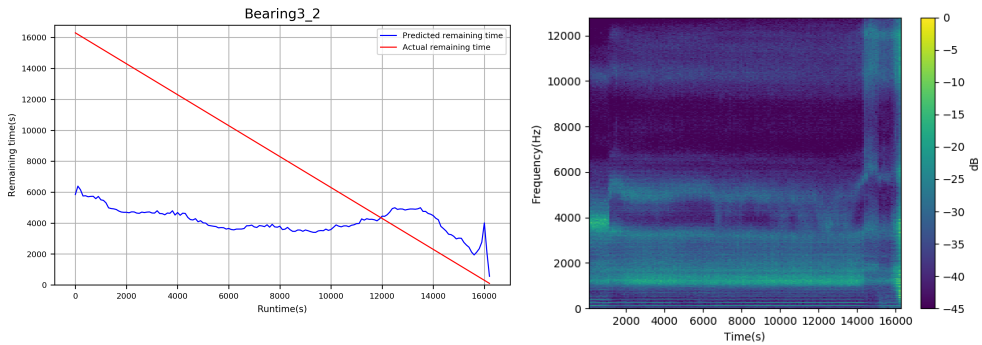 Bearing3_2
Predicted remaining time
Actual remaining time
Remaining time(s)
16000
14000
12000
10000
8000
6000
4000
2000
0
0 2000 4000 6000 8000 10000 12000 14000 16000
Runtime(s)
Frequency(Hz)
12000
10000
8000
6000
4000
2000
0
2000 4000 6000 8000 10000 12000 14000 16000
Time(s)
0
−5
−10
−15
−20
−25
−30
−35
−40
−45
dB